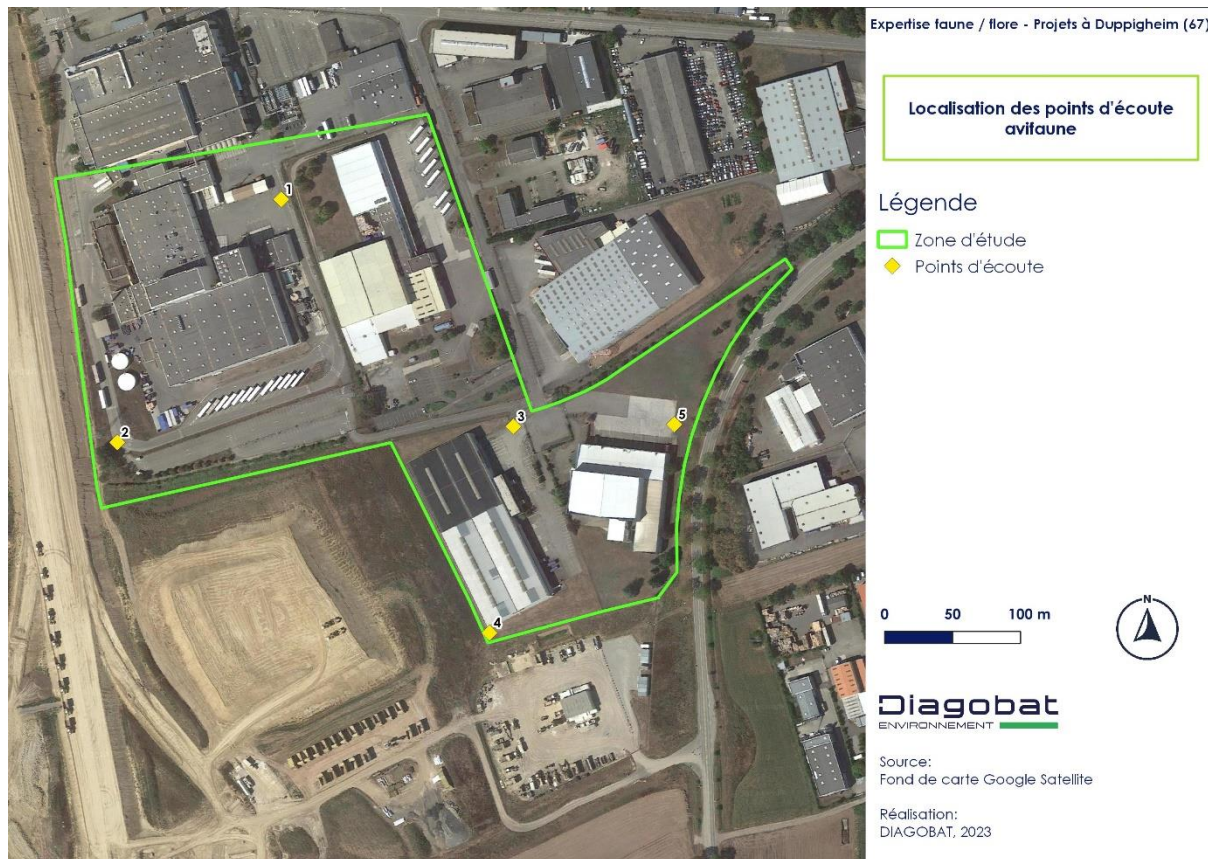 Expertise faune / flore - Projets à Duppigheim (67)
Localisation des points d'écoute
avifaune
Légende
Zone d'étude
Points d'écoute
1
2
3
5
4
0 50 100 m
N
Diagobat
ENVIRONNEMENT
Source:
Fond de carte Google Satellite
Réalisation:
DIAGOBAT, 2023